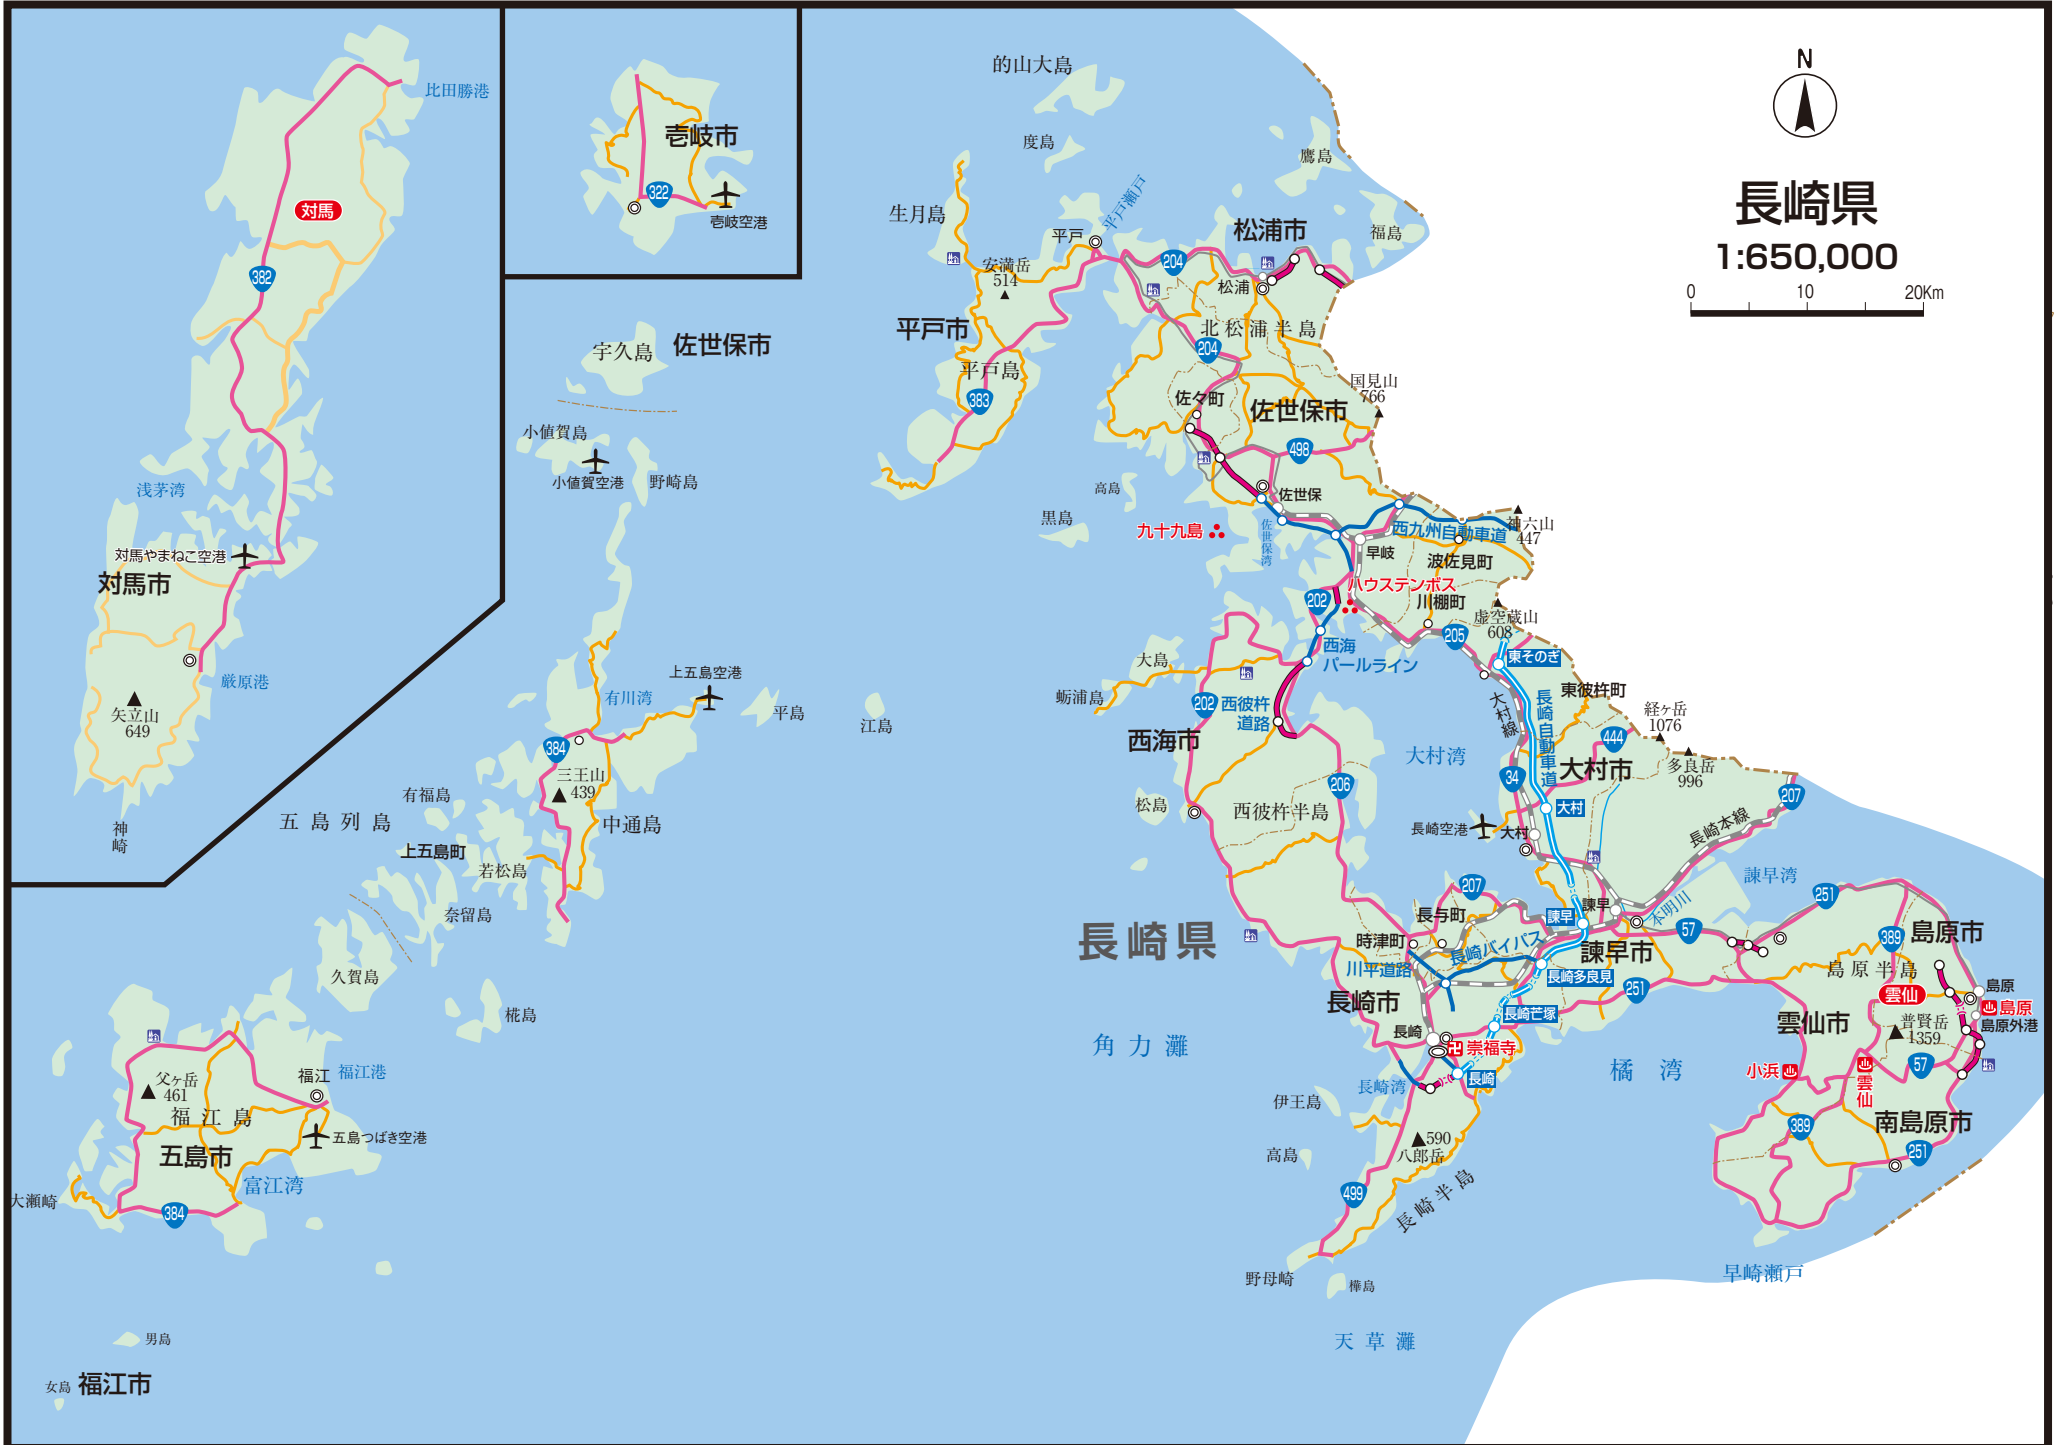 長崎県
1:650,000
N
0 10 20Km
比田勝港
対馬
382
浅茅湾
対馬やまねこ空港
対馬市
厳原港
矢立山
649
神崎
壱岐市
322
壱岐空港
的山大島
度島
鷹島
生月島
平戸瀬戸
平戸
松浦市
福島
安満岳
514
204
松浦
平戸市
北松浦半島
204
平戸島
383
国見山
766
佐々町
佐世保市
498
宇久島
佐世保市
小値賀島
小値賀空港
野崎島
高島
黒島
佐世保
九十九島
佐世保湾
西九州自動車道
神六山
447
早岐
波佐見町
ハウステンボス
202
川棚町
虚空蔵山
608
205
西海
パールライン
東そのぎ
大島
蛎浦島
202
西彼杵
道路
大村線
長崎自動車道
東彼杵町
経ヶ岳
1076
444
西海市
大村湾
大村市
多良岳
996
34
206
207
松島
西彼杵半島
大村
長崎空港
大村
長崎本線
上五島空港
有川湾
平島
江島
384
三王山
439
有福島
五島列島
中通島
上五島町
若松島
奈留島
久賀島
椛島
207
諫早湾
251
長与町
諫早
諫早
本明川
長崎県
時津町
長崎バイパス
57
389
島原市
諫早市
川平道路
長崎多良見
島原半島
251
雲仙
島原
長崎市
島原
長崎芒塚
雲仙市
普賢岳
1359
島原外港
長崎
崇福寺
角力灘
橘湾
小浜
雲仙
57
長崎
長崎湾
伊王島
389
南島原市
590
八郎岳
251
高島
499
長崎半島
野母崎
樺島
早崎瀬戸
天草灘
父ヶ岳
461
福江
福江港
福江島
五島つばき空港
五島市
富江湾
大瀬崎
384
男島
女島
福江市